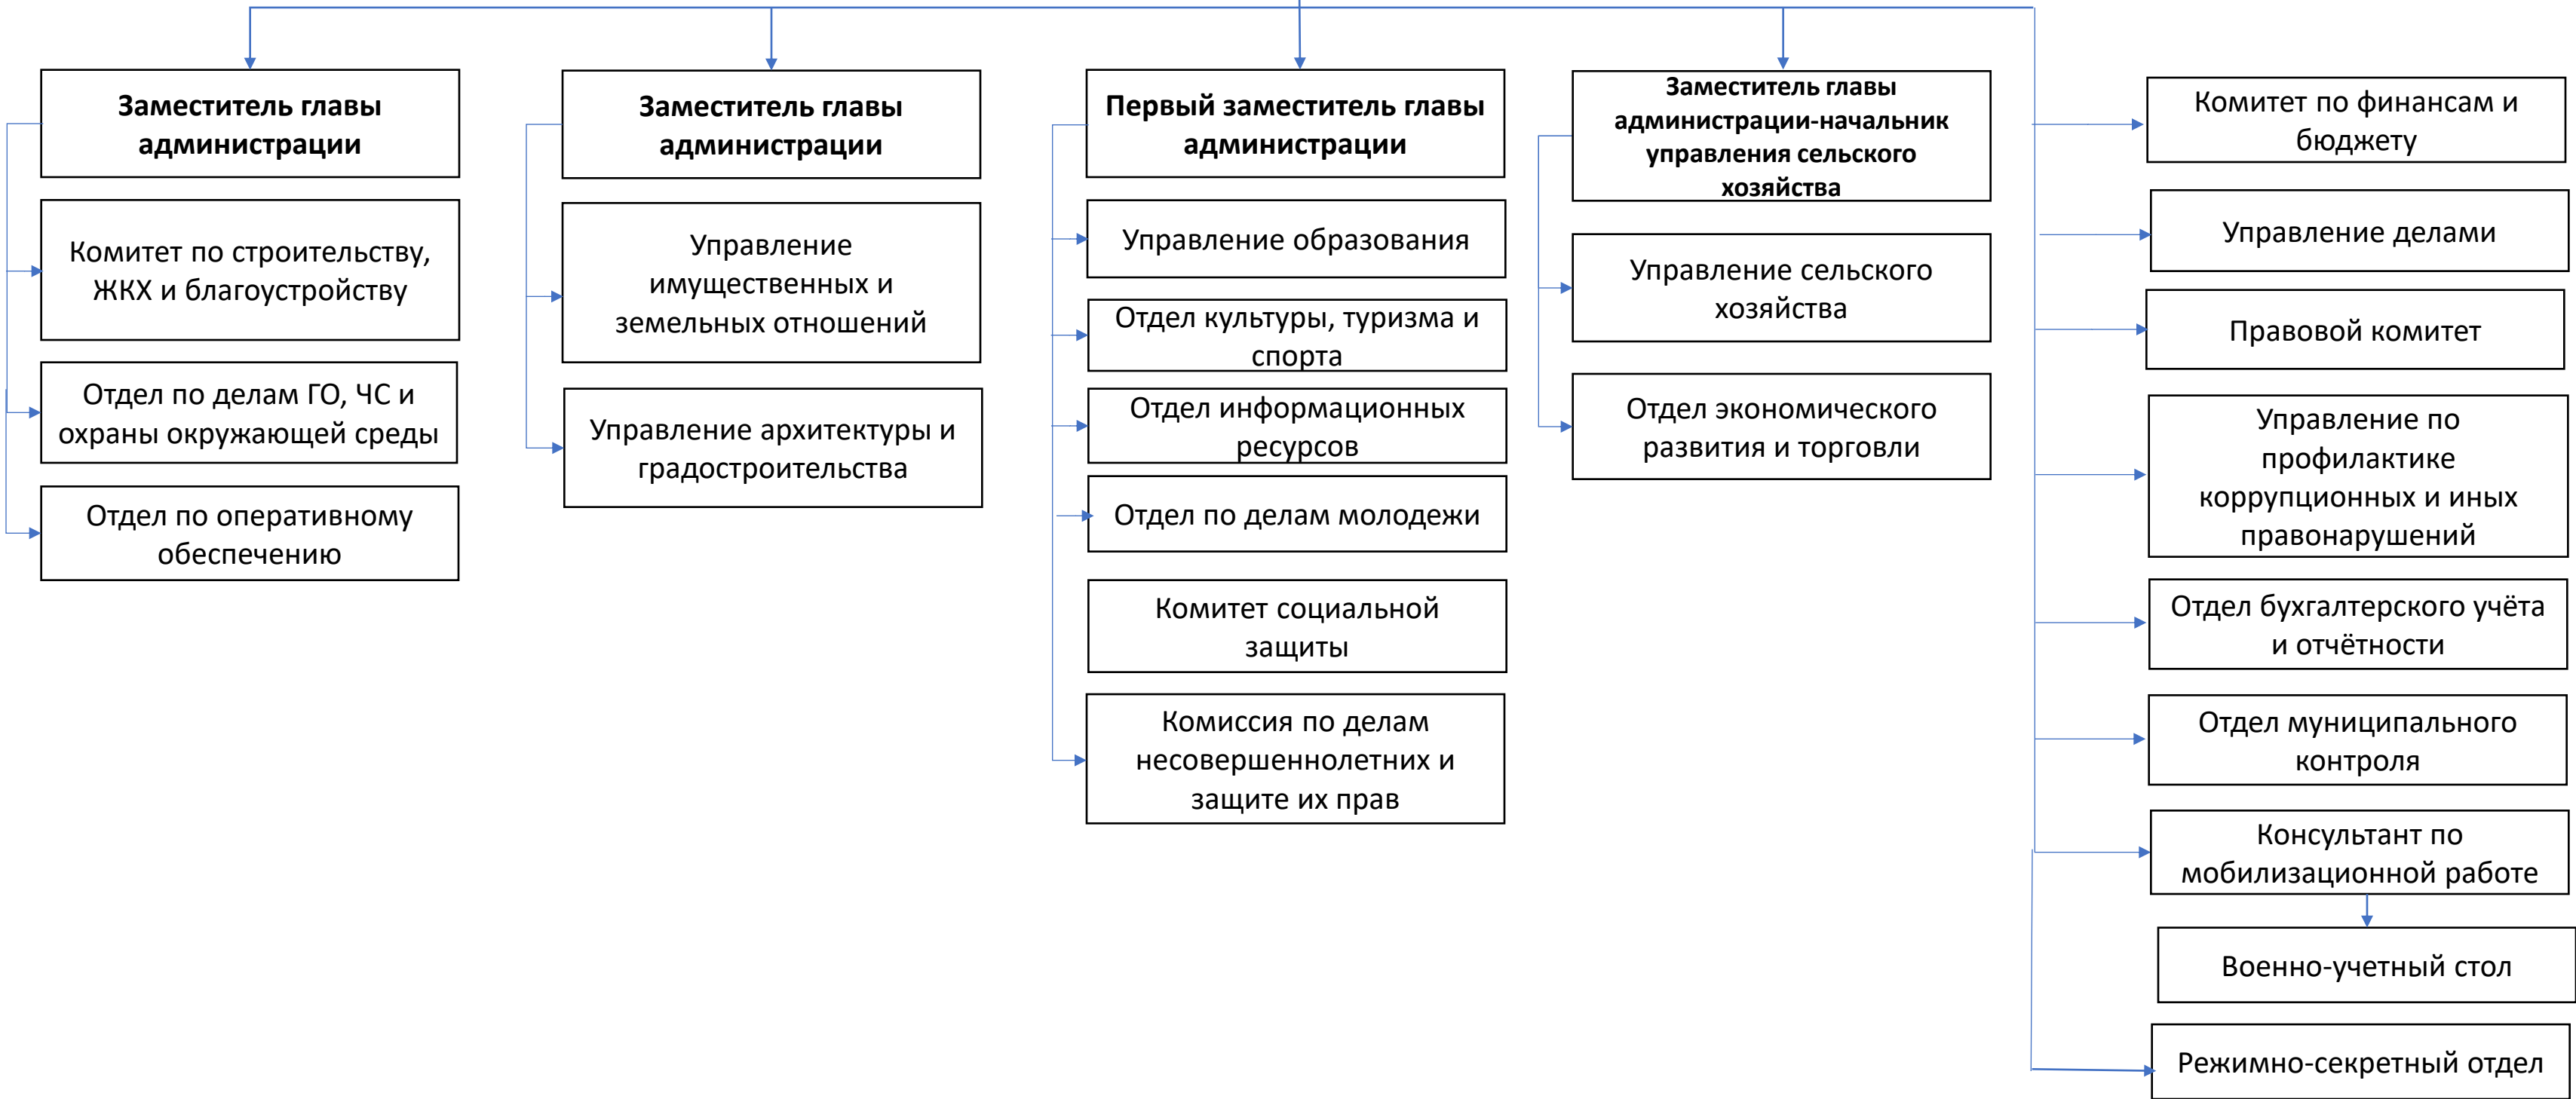 Заместитель главы
администрации
Комитет по строительству,
ЖКХ и благоустройству
Отдел по делам ГО, ЧС и
охраны окружающей среды
Отдел по оперативному
обеспечению
Заместитель главы
администрации
Управление
имущественных и
земельных отношений
Управление архитектуры и
градостроительства
Первый заместитель главы
администрации
Управление образования
Отдел культуры, туризма и
спорта
Отдел информационных
ресурсов
Отдел по делам молодежи
Комитет социальной
защиты
Комиссия по делам
несовершеннолетних и
защите их прав
Заместитель главы
администрации-начальник
управления сельского
хозяйства
Управление сельского
хозяйства
Отдел экономического
развития и торговли
Комитет по финансам и
бюджету
Управление делами
Правовой комитет
Управление по
профилактике
коррупционных и иных
правонарушений
Отдел бухгалтерского учёта
и отчётности
Отдел муниципального
контроля
Консультант по
мобилизационной работе
Военно-учетный стол
Режимно-секретный отдел